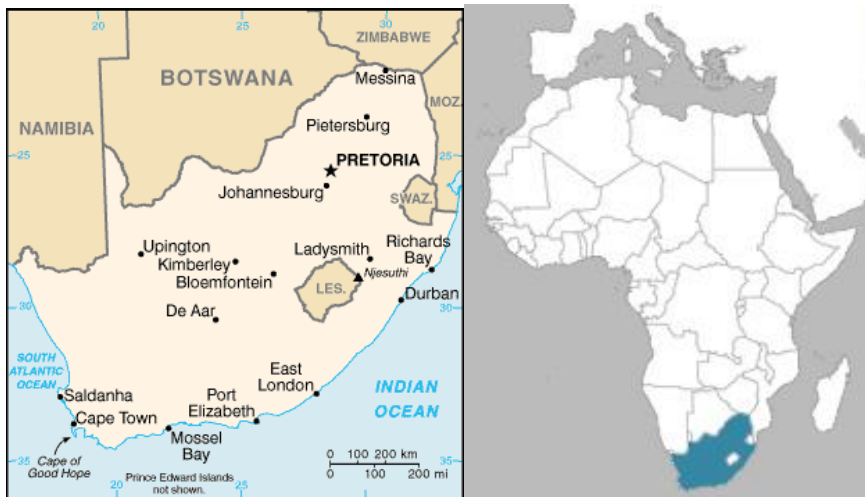 20
30
ZIMBABWE
BOTSWANA
Messina
MOZ.
NAMIBIA
Pietersburg
25
25
PRETORIA
Johannesburg
SWAZ.
Upington
Ladysmith
Richards
Bay
Kimberley
Njesuthi
Bloemfontein
LES.
Durban
30
30
De Aar
SOUTH
ATLANTIC
OCEAN
East
London
INDIAN
OCEAN
Saldanha
Port
Elizabeth
Cape Town
Mossel
Bay
Cape of
Good Hope
0 100 200 km
0 100 200 mi
35
Prince Edward Islands
not shown.
20
25